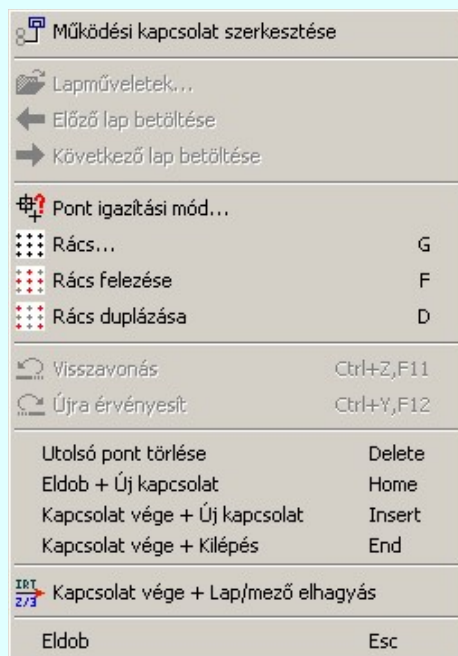 Működési kapcsolat szerkesztése
Lapműveletek...
Előző lap betöltése
Következő lap betöltése
Pont igazítási mód...
Rács... G
Rács felezése F
Rács duplázása D
Visszavonás Ctrl+Z,F11
Újra érvényesít Ctrl+Y,F12
Utolsó pont törlése Delete
Eldob + Új kapcsolat Home
Kapcsolat vége + Új kapcsolat Insert
Kapcsolat vége + Kilépés End
IRT
Z/3 Kapcsolat vége + Lap/mező elhagyás
Eldob Esc